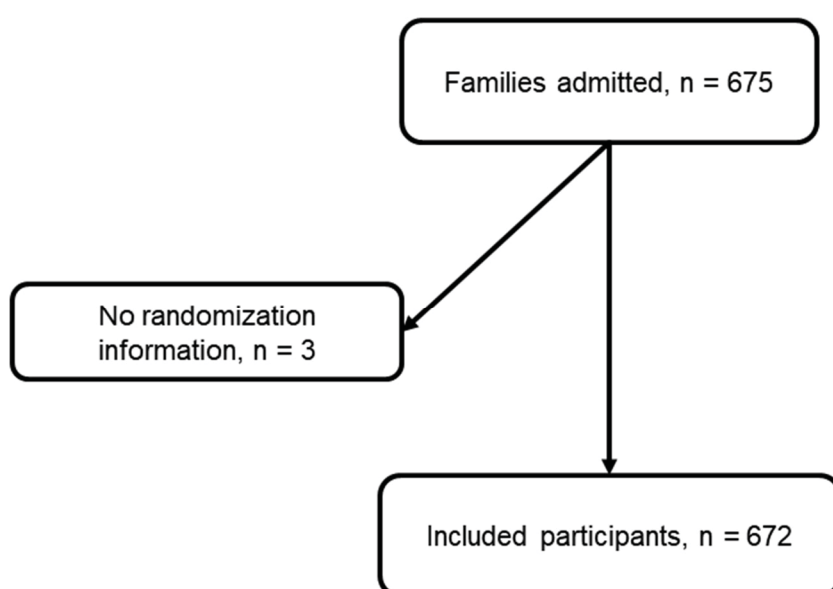 Families admitted, n = 675
No randomization
information, n = 3
Included participants, n = 672